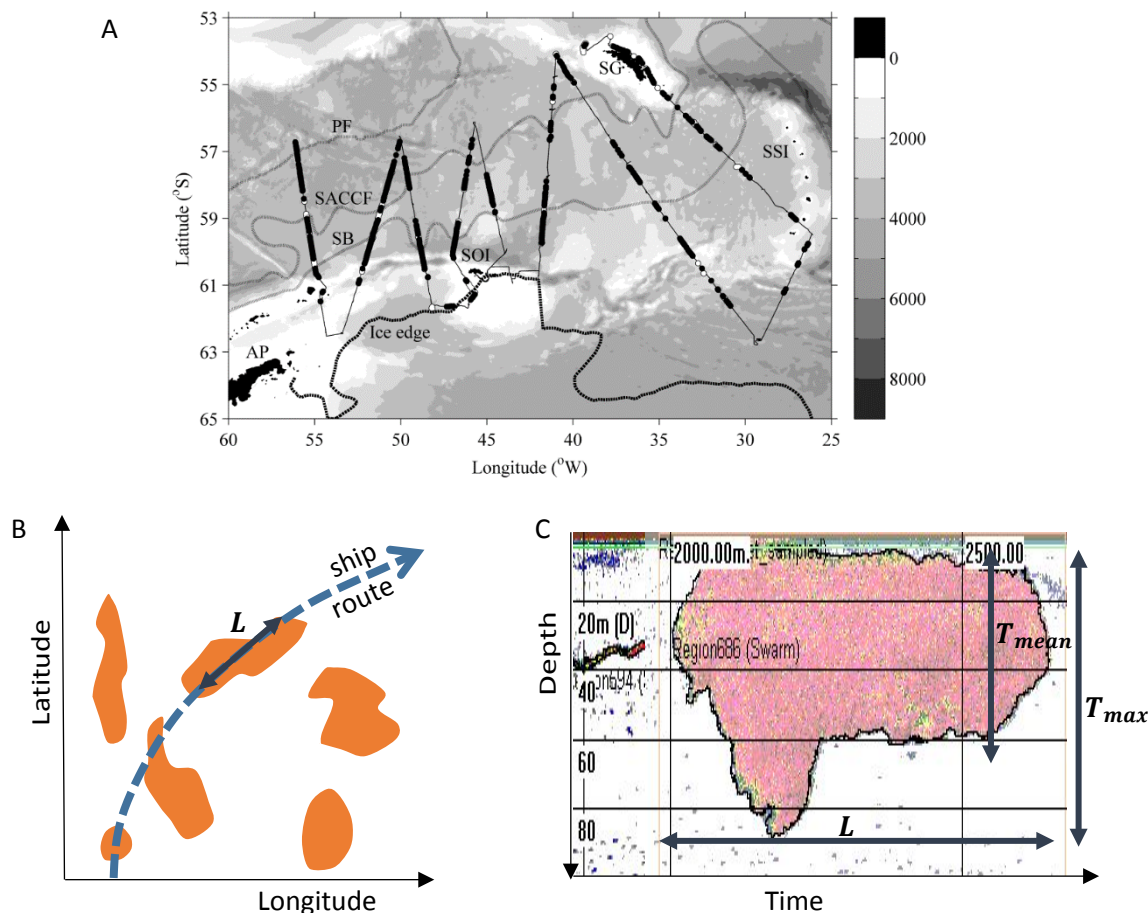 A
53
55
57
59
61
63
65
Latitude (°S)
60
55
50
45
40
35
30
25
Longitude (°W)
PF
SACCF
SB
SOI
SG
SSI
Ice edge
AP
0
2000
4000
6000
8000
B
Latitude
Longitude
L
ship
route
C
Depth
Time
2000.00m
2500.00
20m (D)
Region686 (Swarm)
40
60
80
T_mean
T_max
L